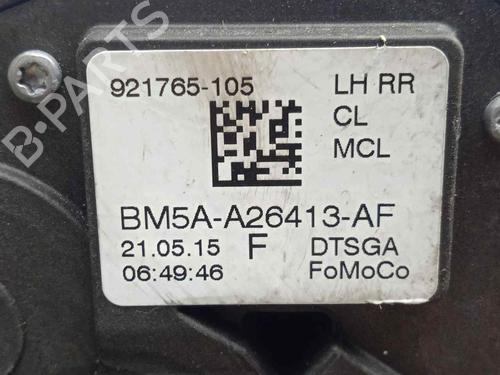 921765-105 LH RR
CL
MCL
BM5A-A26413-AF
21.05.15 F DTSGA
06:49:46 FoMoCo
B-PARTS